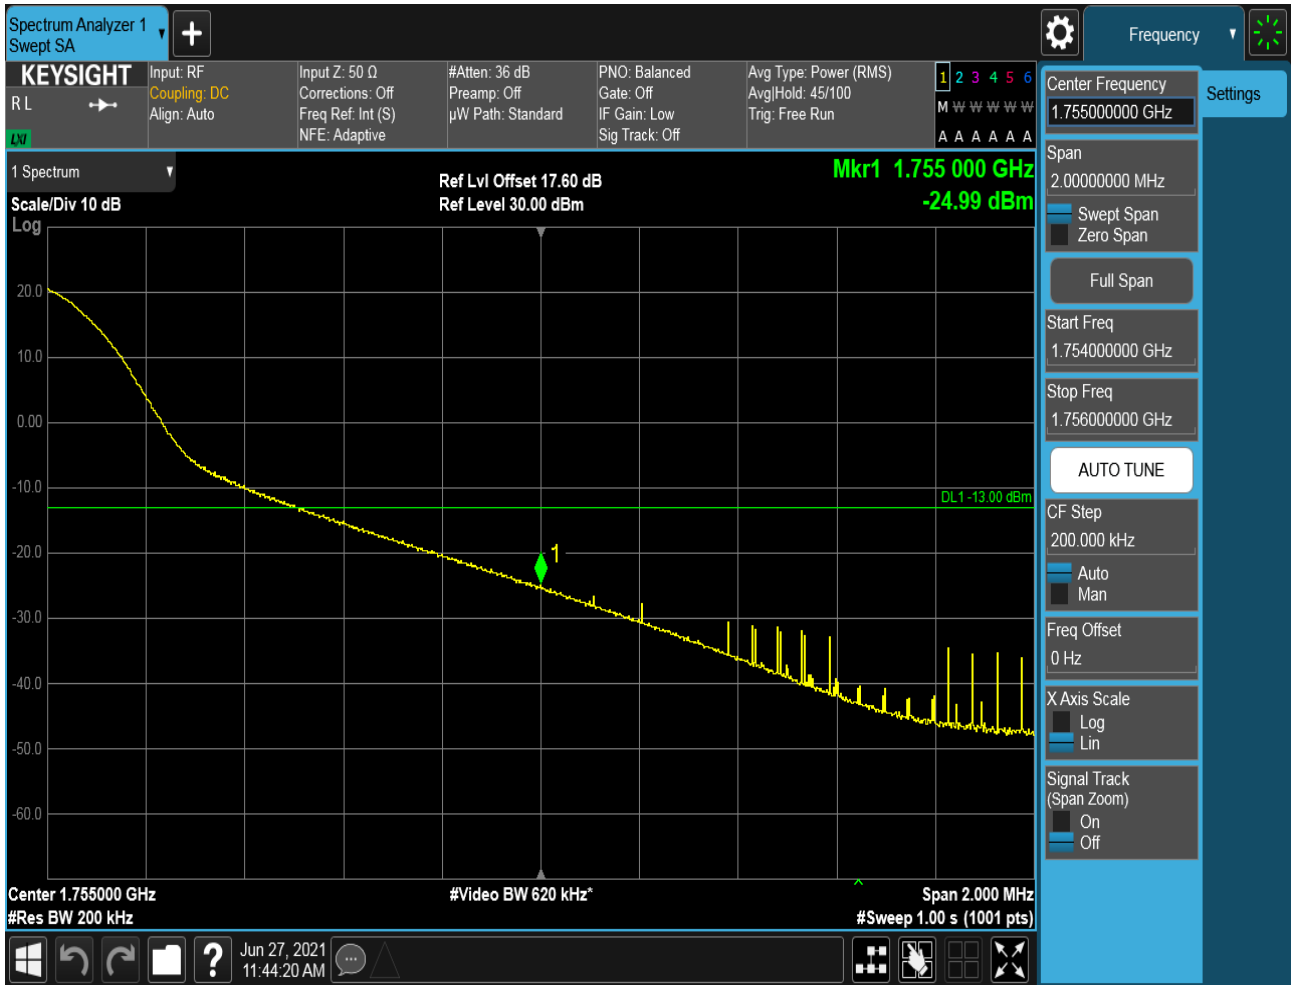 Spectrum Analyzer 1
Swept SA
Frequency
KEYSIGHT
R L
LXI
Input: RF
Coupling: DC
Align: Auto
Input Z: 50 Ω
Corrections: Off
Freq Ref: Int (S)
NFE: Adaptive
#Atten: 36 dB
Preamp: Off
µW Path: Standard
PNO: Balanced
Gate: Off
IF Gain: Low
Sig Track: Off
Avg Type: Power (RMS)
Avg|Hold: 45/100
Trig: Free Run
1 2 3 4 5 6
M W W W W W
A A A A A A
1 Spectrum
Scale/Div 10 dB
Log
Ref Lvl Offset 17.60 dB
Ref Level 30.00 dBm
Mkr1 1.755 000 GHz
-24.99 dBm
20.0
10.0
0.00
-10.0
DL1 -13.00 dBm
-20.0
1
-30.0
-40.0
-50.0
-60.0
Center 1.755000 GHz
#Video BW 620 kHz*
Span 2.000 MHz
#Res BW 200 kHz
#Sweep 1.00 s (1001 pts)
Center Frequency
1.755000000 GHz
Settings
Span
2.00000000 MHz
Swept Span
Zero Span
Full Span
Start Freq
1.754000000 GHz
Stop Freq
1.756000000 GHz
AUTO TUNE
CF Step
200.000 kHz
Auto
Man
Freq Offset
0 Hz
X Axis Scale
Log
Lin
Signal Track
(Span Zoom)
On
Off
?
Jun 27, 2021
11:44:20 AM